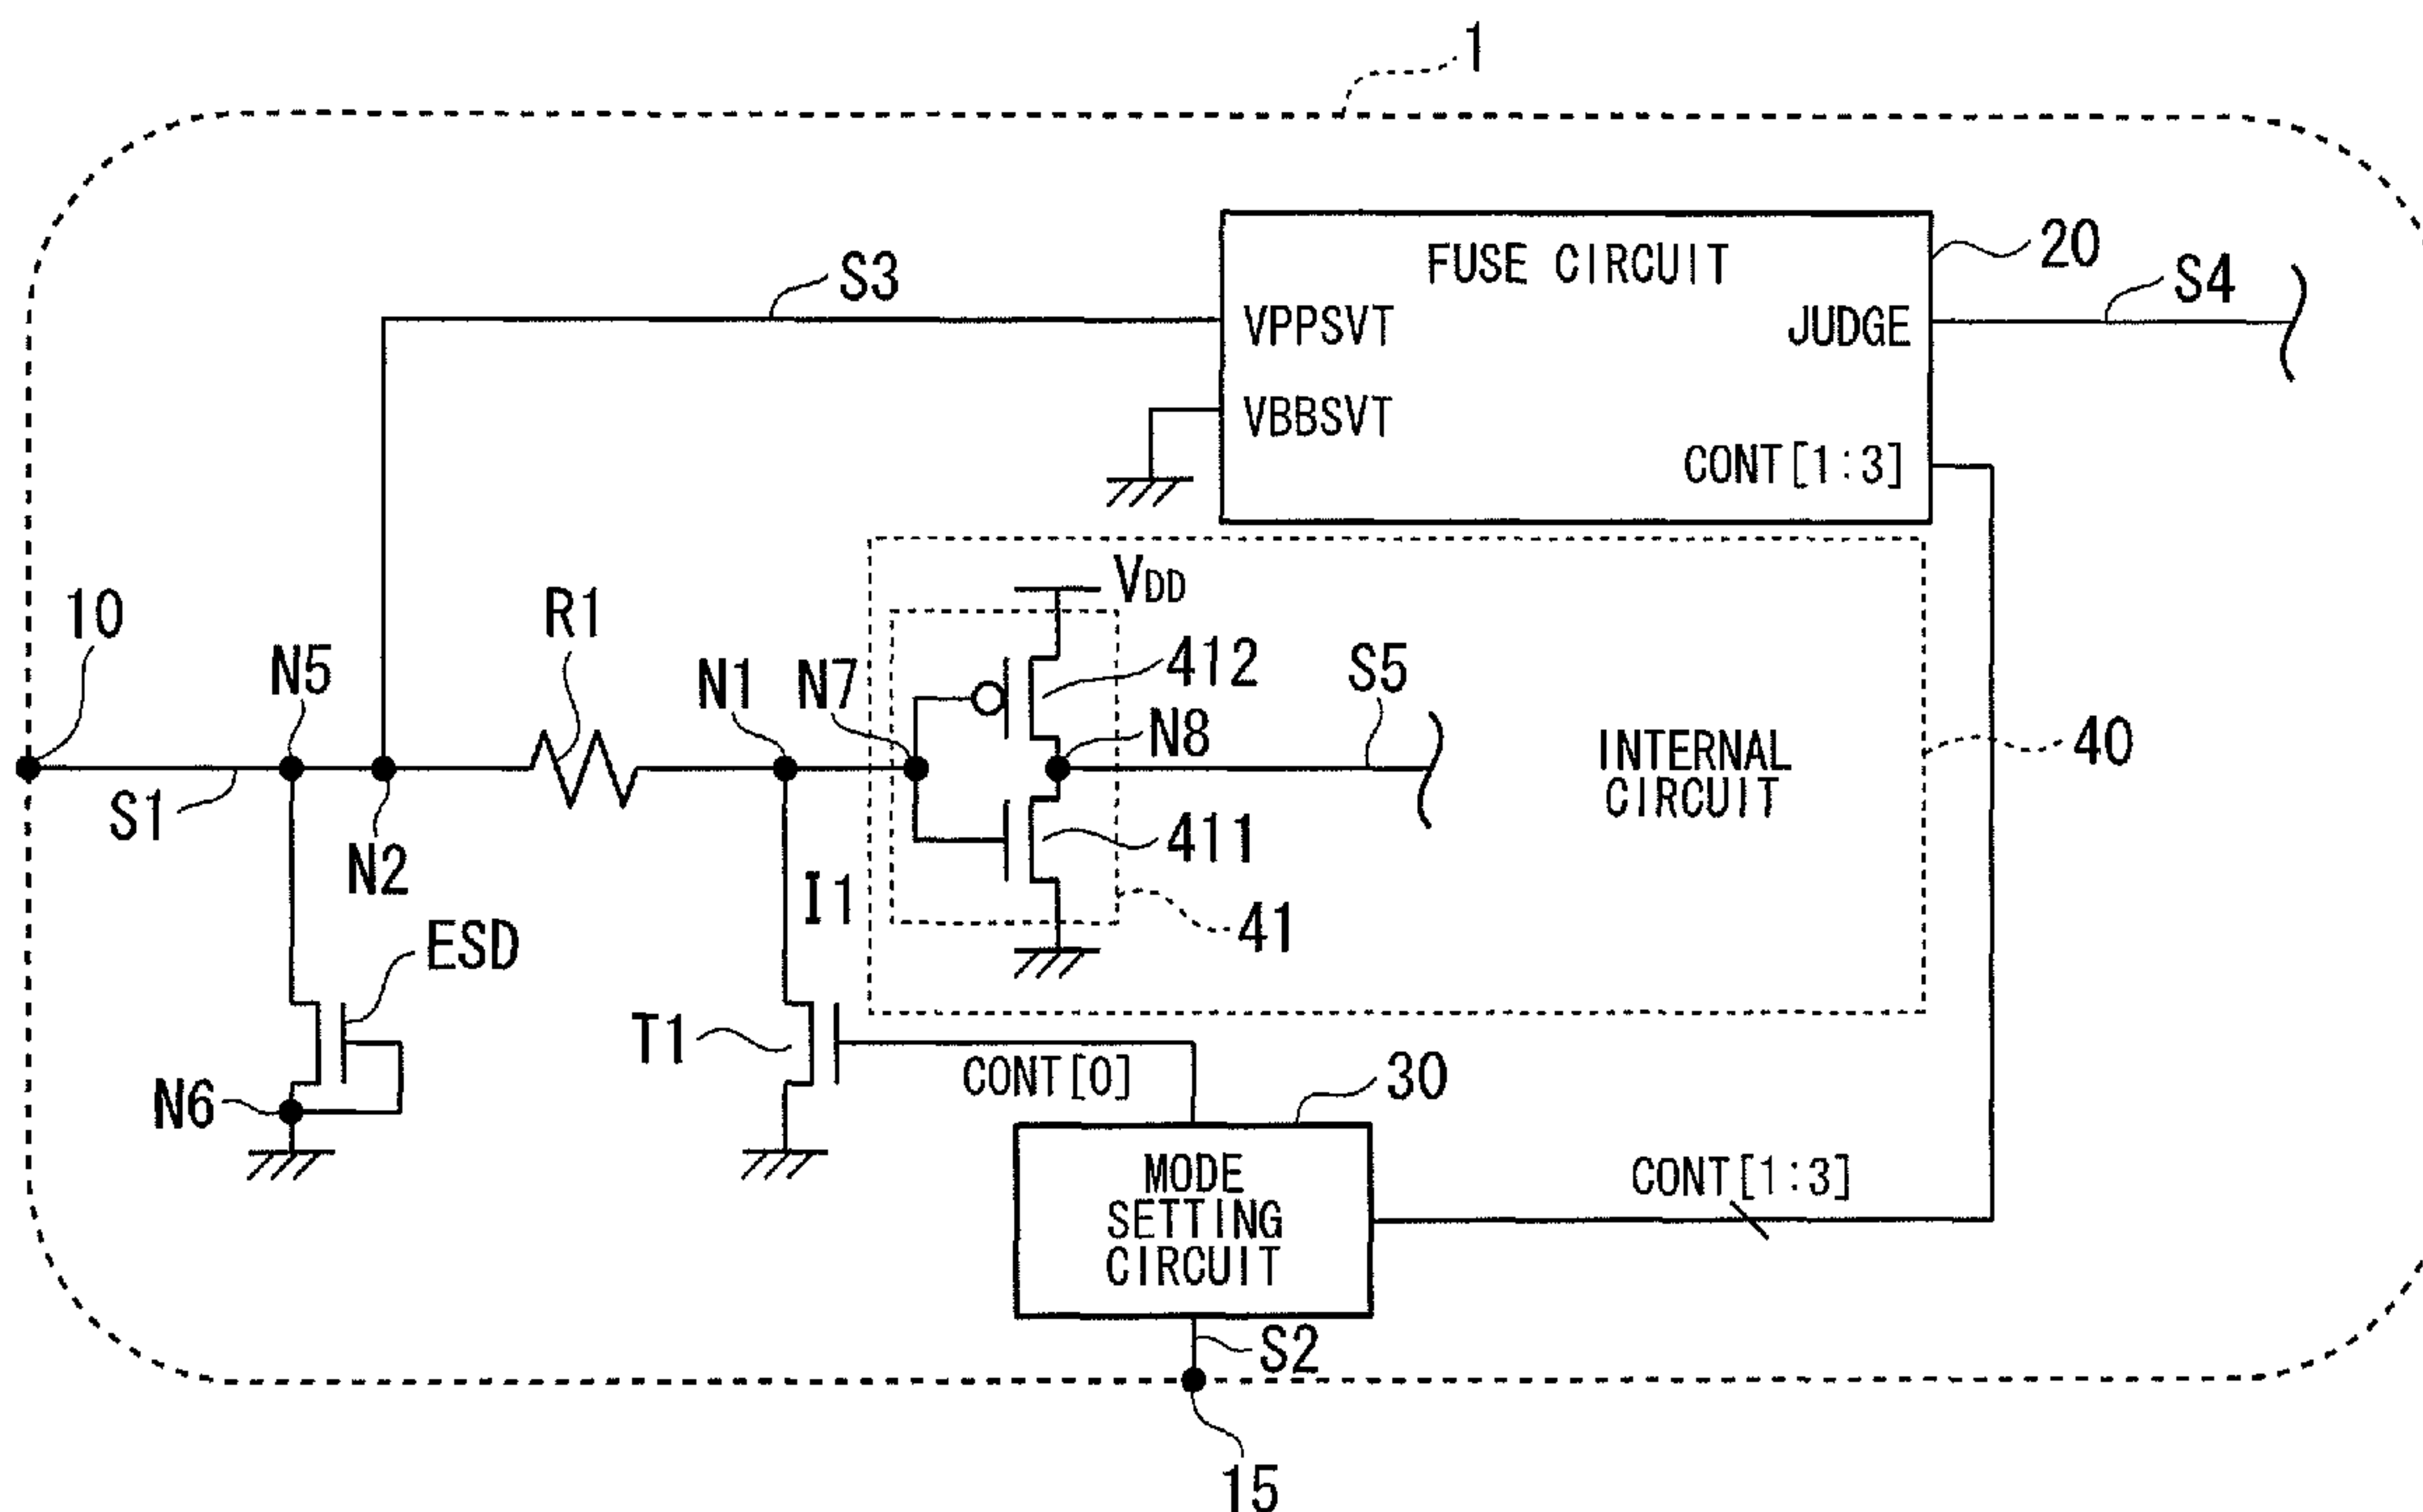 1
FUSE CIRCUIT
20
S3
S4
VPPSVT
JUDGE
VBBSVT
CONT[1:3]
VDD
10
R1
N5
N1
N7
412
S5
N8
INTERNAL
CIRCUIT
40
S1
N2
411
I1
41
ESD
T1
CONT[0]
30
N6
MODE
SETTING
CIRCUIT
CONT[1:3]
S2
15